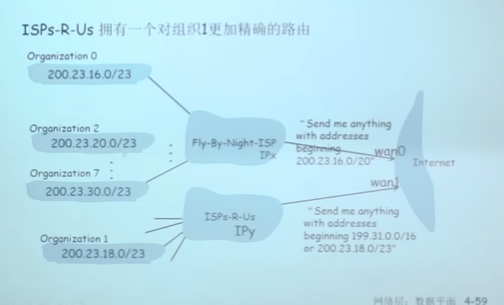 ISPs-R-Us 拥有一个对组织1更加精确的路由
Organization 0
200.23.16.0/23
Organization 2
200.23.20.0/23
Organization 7
200.23.30.0/23
Organization 1
200.23.18.0/23
Fly-By-Night-ISP
IPx
ISPs-R-Us
IPy
"Send me anything
with addresses
beginning
200.23.16.0/20"
wan0
Internet
wan1
"Send me anything
with addresses
beginning 199.31.0.0/16
or 200.23.18.0/23"
网络层：数据平面 4-59